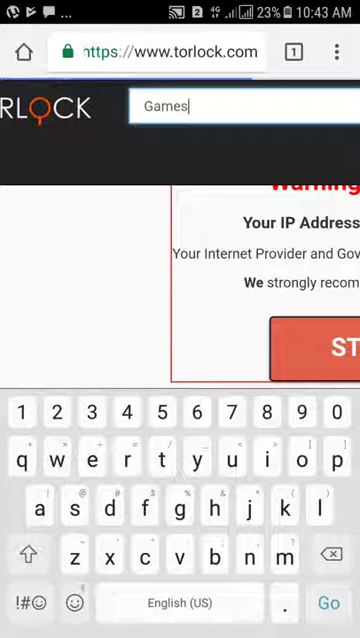 4G 23% 10:43 AM
https://www.torlock.com 1
RLOCK Games
Warning
Your IP Address
Your Internet Provider and Gov
We strongly recom
ST
1 2 3 4 5 6 7 8 9 0
q w e r t y u i o p
a s d f g h j k l
z x c v b n m
!#☺ English (US) . Go